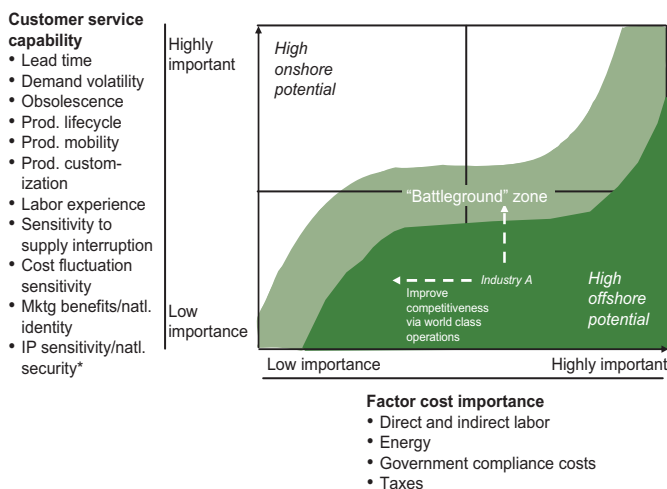 Customer service
capability
• Lead time
• Demand volatility
• Obsolescence
• Prod. lifecycle
• Prod. mobility
• Prod. custom-
ization
• Labor experience
• Sensitivity to
supply interruption
• Cost fluctuation
sensitivity
• Mktg benefits/natl.
identity
• IP sensitivity/natl.
security*
Highly
important
Low
importance
High
onshore
potential
"Battleground" zone
Industry A
Improve
competitiveness
via world class
operations
High
offshore
potential
Low importance
Highly important
Factor cost importance
• Direct and indirect labor
• Energy
• Government compliance costs
• Taxes